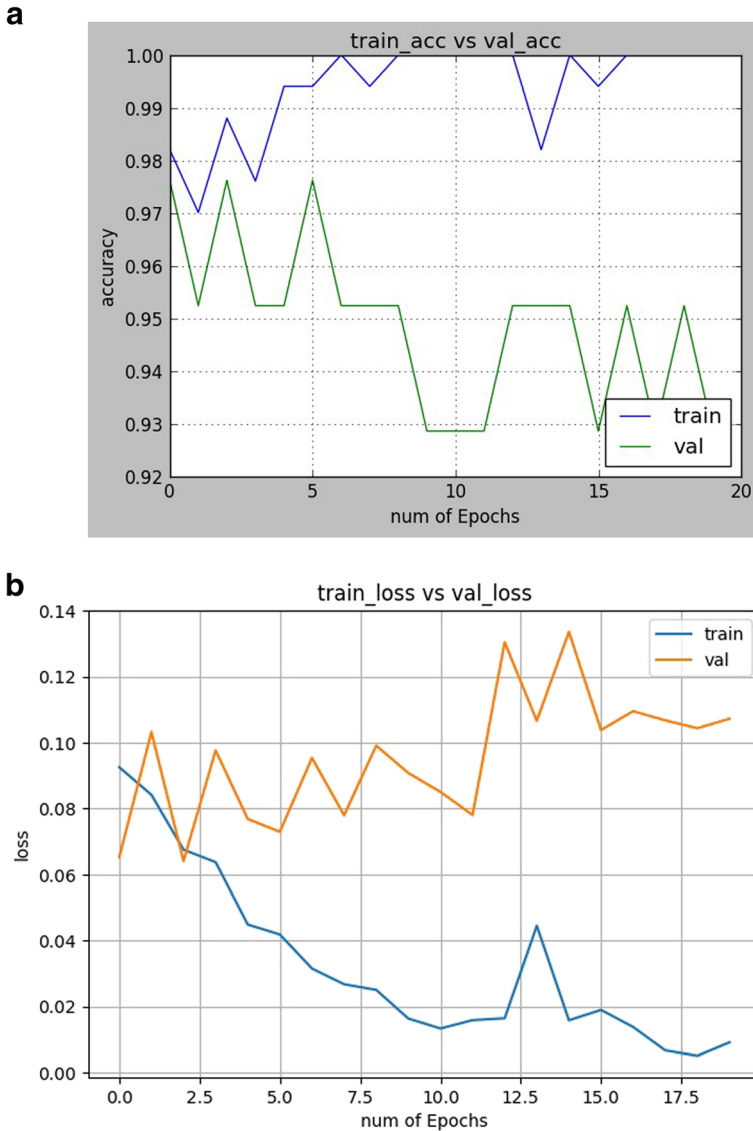 a
train_acc vs val_acc
1.00
0.99
0.98
0.97
0.96
0.95
0.94
0.93
0.92
accuracy
train
val
0 5 10 15 20
num of Epochs
b
train_loss vs val_loss
0.14
0.12
0.10
0.08
0.06
0.04
0.02
0.00
loss
train
val
0.0 2.5 5.0 7.5 10.0 12.5 15.0 17.5
num of Epochs